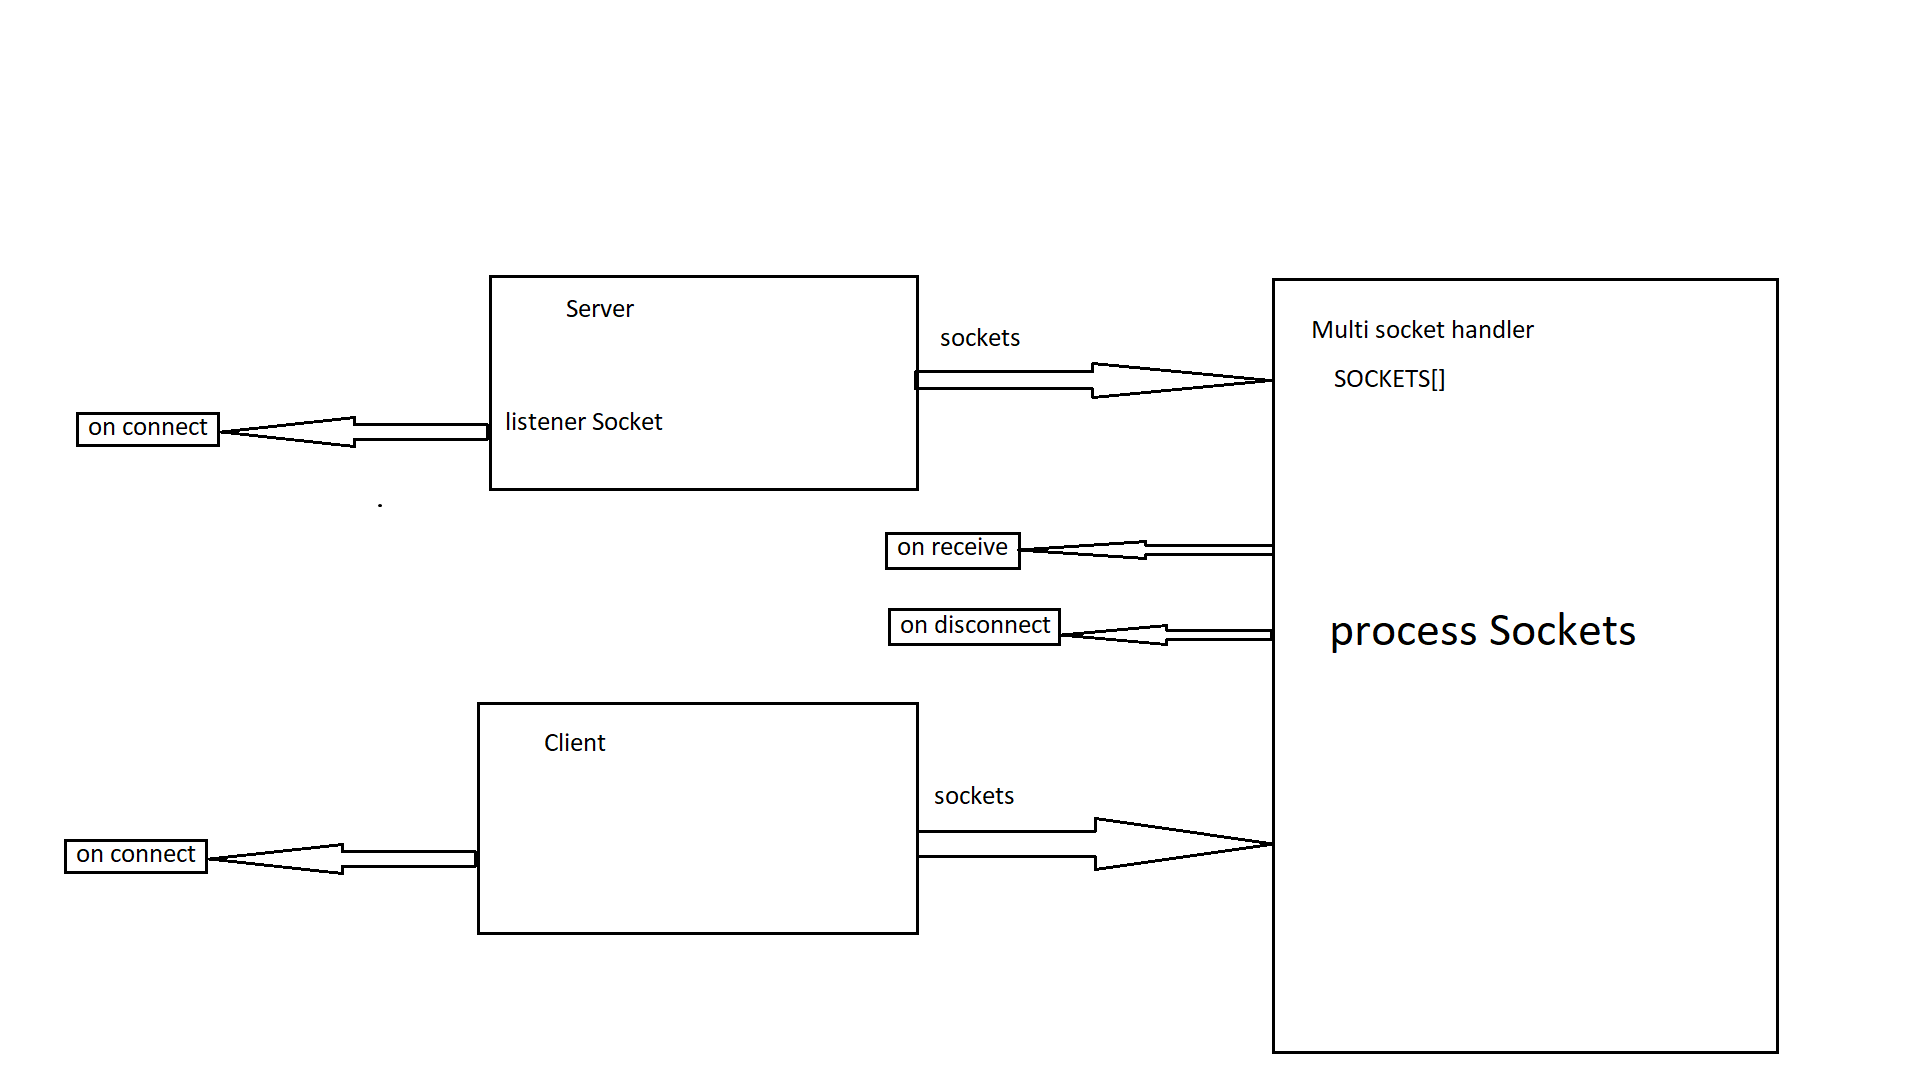 Server
sockets
Multi socket handler
SOCKETS[]
on connect
listener Socket
on receive
on disconnect
process Sockets
Client
sockets
on connect